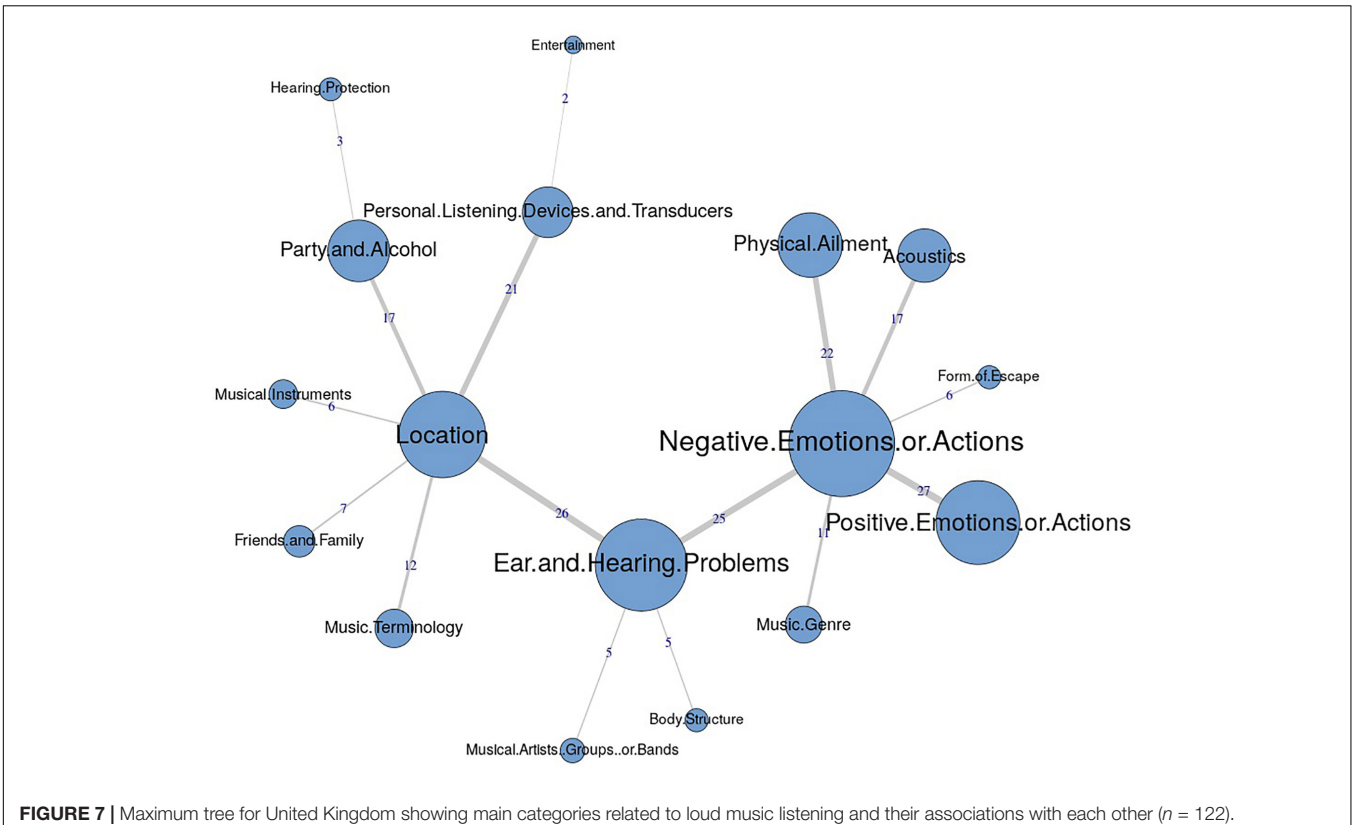 Entertainment
Hearing.Protection
2
3
Personal.Listening.Devices.and.Transducers
Party.and.Alcohol
Physical.Ailment
Acoustics
21
17
17
22
Form.of.Escape
6
Musical.Instruments
6
Location
Negative.Emotions.or.Actions
27
7
26
25
Positive.Emotions.or.Actions
11
Friends.and.Family
12
Ear.and.Hearing.Problems
Music.Terminology
Music.Genre
5
5
Body.Structure
Musical.Artists..Groups..or.Bands
FIGURE 7 | Maximum tree for United Kingdom showing main categories related to loud music listening and their associations with each other (n = 122).